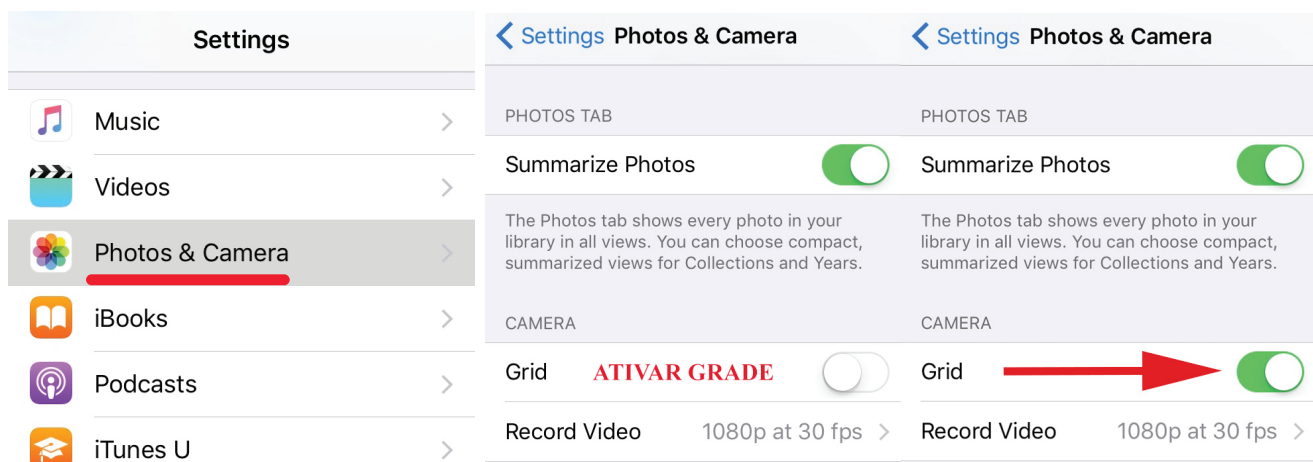 Settings
Music
Videos
Photos & Camera
iBooks
Podcasts
iTunes U
Settings Photos & Camera
PHOTOS TAB
Summarize Photos
The Photos tab shows every photo in your
library in all views. You can choose compact,
summarized views for Collections and Years.
CAMERA
Grid ATIVAR GRADE
Record Video 1080p at 30 fps
Settings Photos & Camera
PHOTOS TAB
Summarize Photos
The Photos tab shows every photo in your
library in all views. You can choose compact,
summarized views for Collections and Years.
CAMERA
Grid
Record Video 1080p at 30 fps